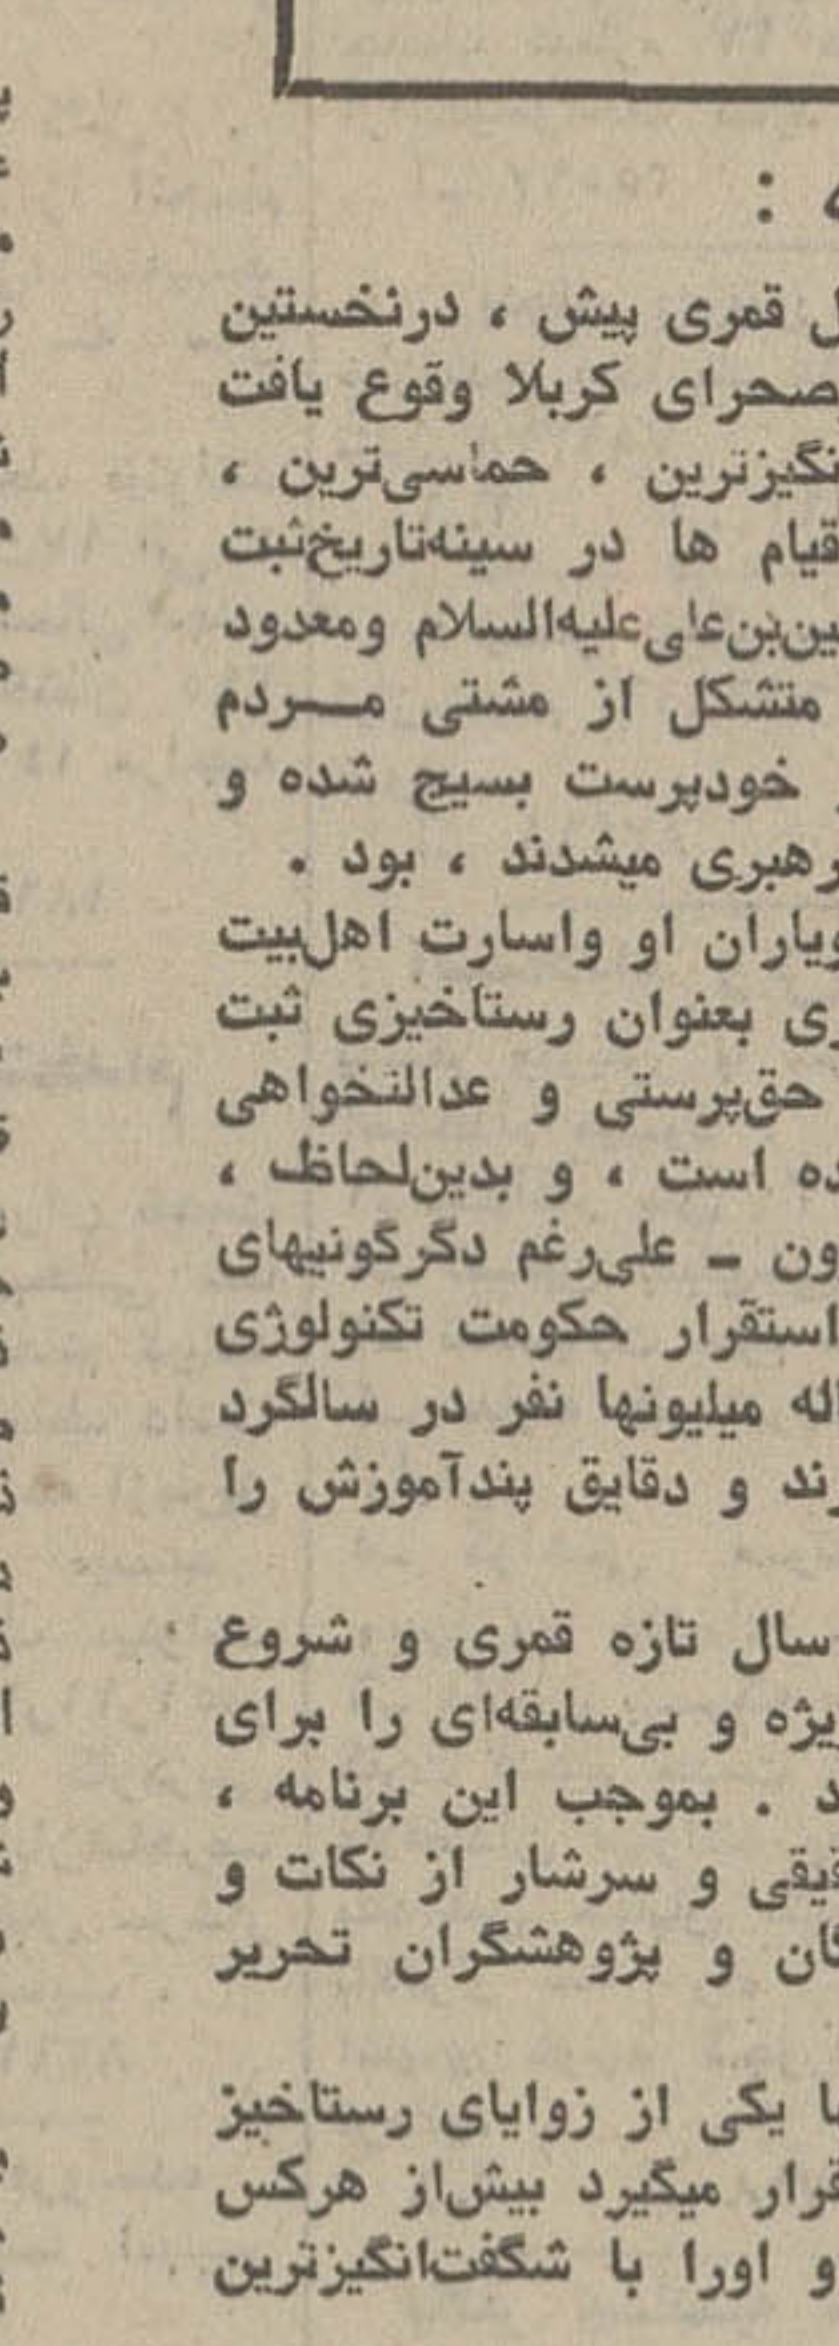 :
قمری پیش ، درنخستین
صحرای کربلا وقوع یافت
نگیزترین ، حماسی‌ترین ،
قیام ها در سینه‌تاریخ‌ثبت
ین‌بن‌علی‌علیه‌السلام ومعدود
متشکل از مشتی مـــردم
خودپرست بسیج شده و
رهبری میشدند ، بود .
ویاران او واسارت اهل‌بیت
ری بعنوان رستاخیزی ثبت
حق‌پرستی و عدالتخواهی
ده است ، و بدین‌لحاظ ،
ون ــ علی‌رغم دگرگونیهای
استقرار حکومت تکنولوژی
اله میلیونها نفر در سالگرد
رند و دقایق پندآموزش را
سال تازه قمری و شروع
یژه و بی‌سابقه‌ای را برای
د . بموجب این برنامه ،
قیقی و سرشار از نکات و
گان و پژوهشگران تحریر
با یکی از زوایای رستاخیز
قرار میگیرد بیش‌از هرکس
و اورا با شگفت‌انگیزترین